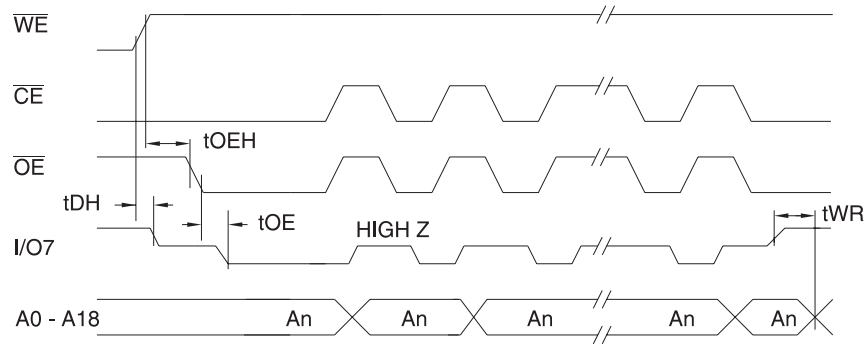 WE
CE
tOEH
OE
tDH
tOE
HIGH Z
tWR
I/O7
A0 - A18 An An An An An